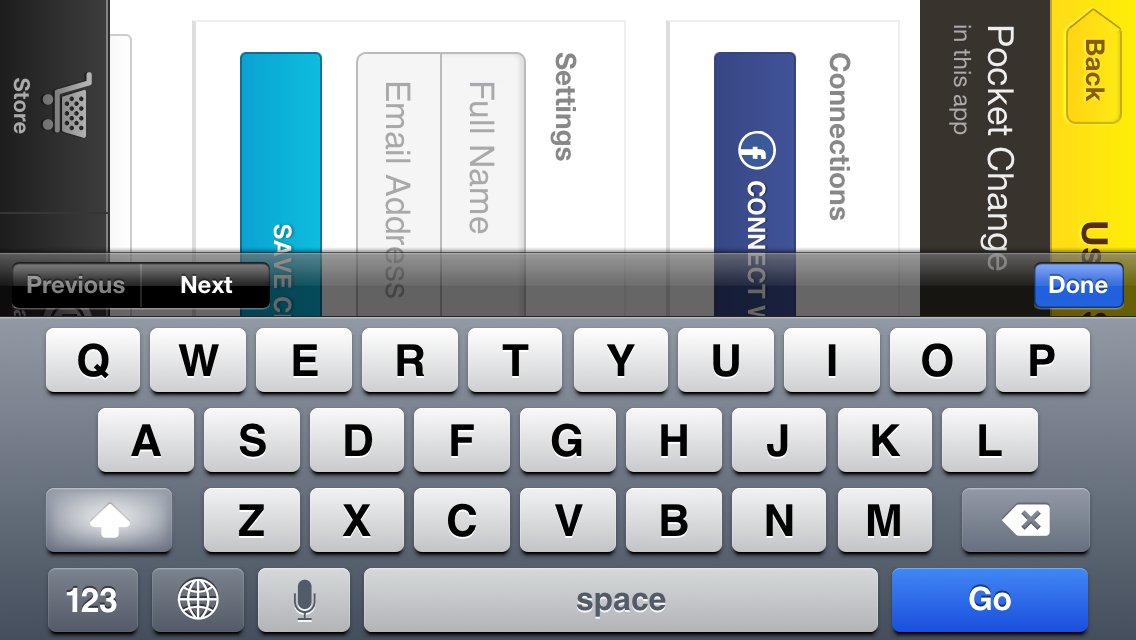 Back
Us
Pocket Change
in this app
Connections
CONNECT
Settings
Full Name
Email Address
SAVE
Store
Previous
Next
Done
Q W E R T Y U I O P
A S D F G H J K L
Z X C V B N M
123
space
Go